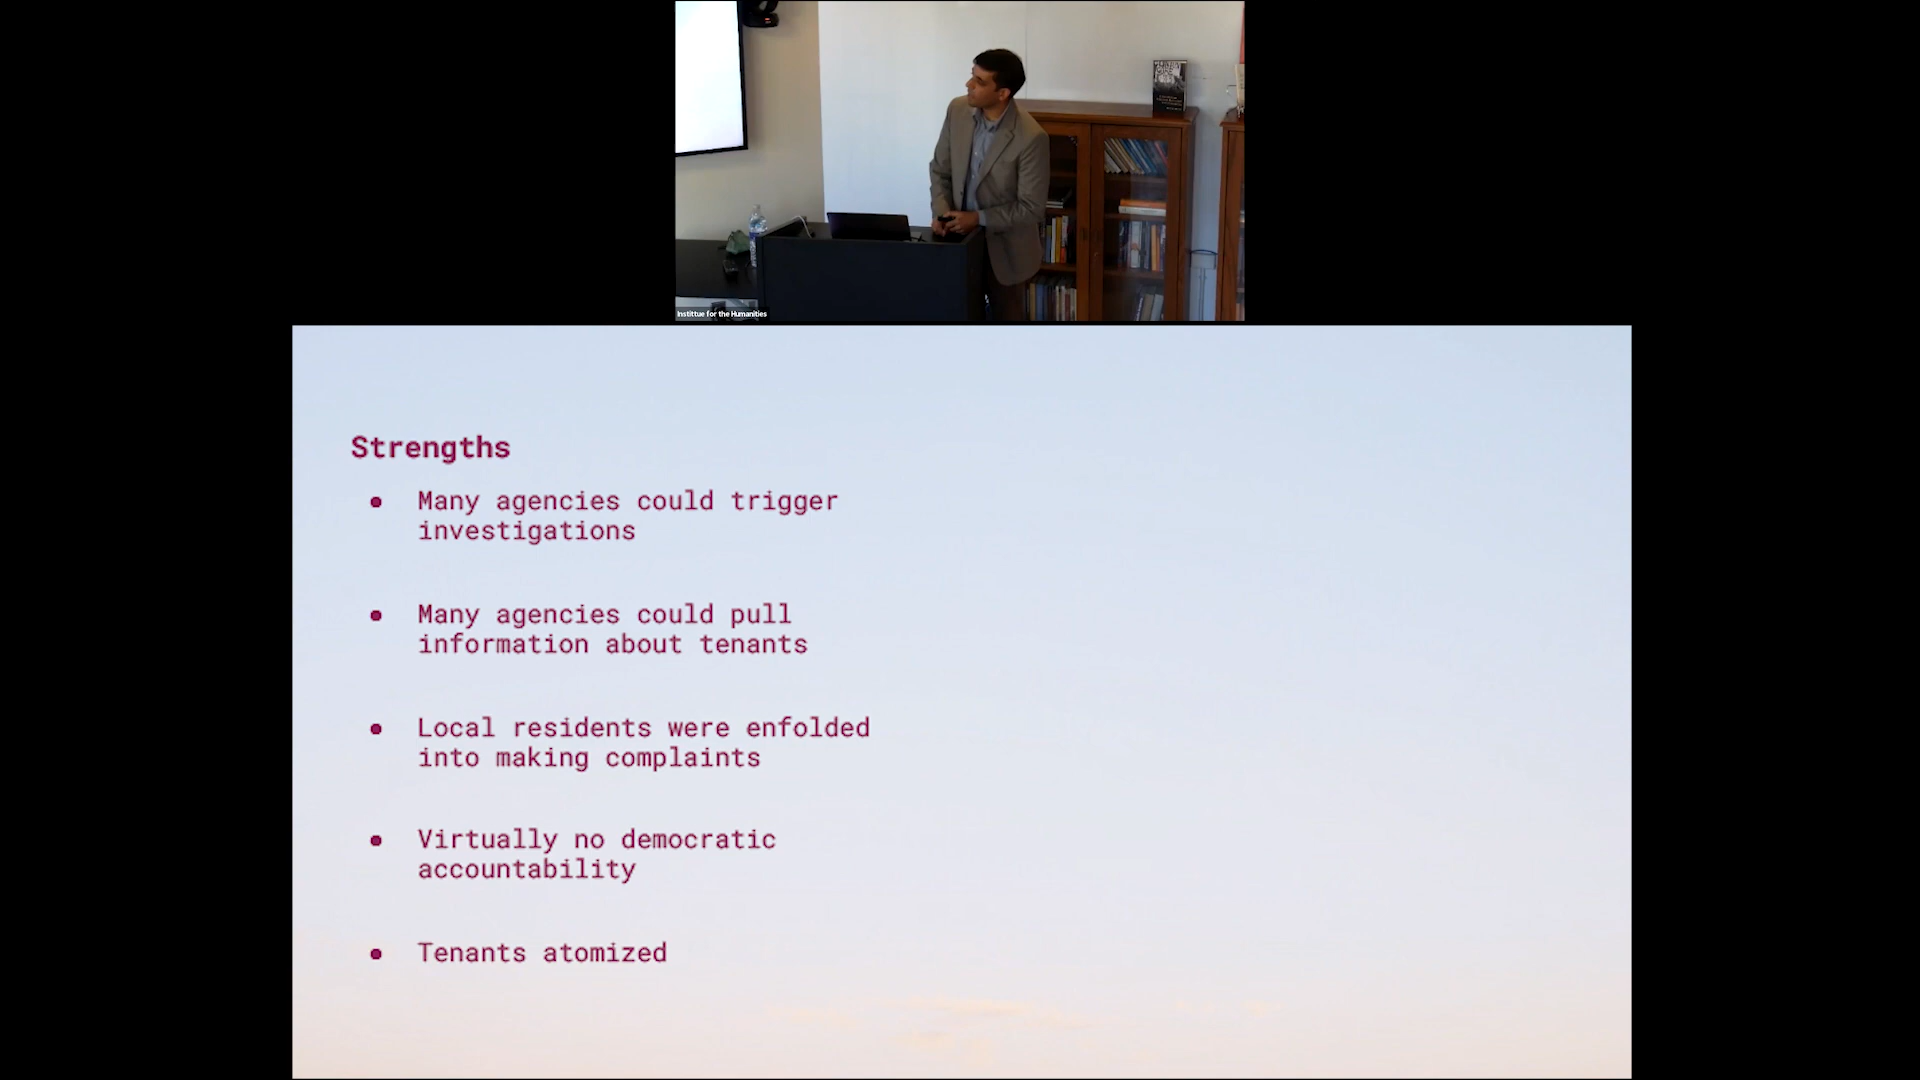 Instittue for the Humanities
Strengths
● Many agencies could trigger
investigations
● Many agencies could pull
information about tenants
● Local residents were enfolded
into making complaints
● Virtually no democratic
accountability
● Tenants atomized